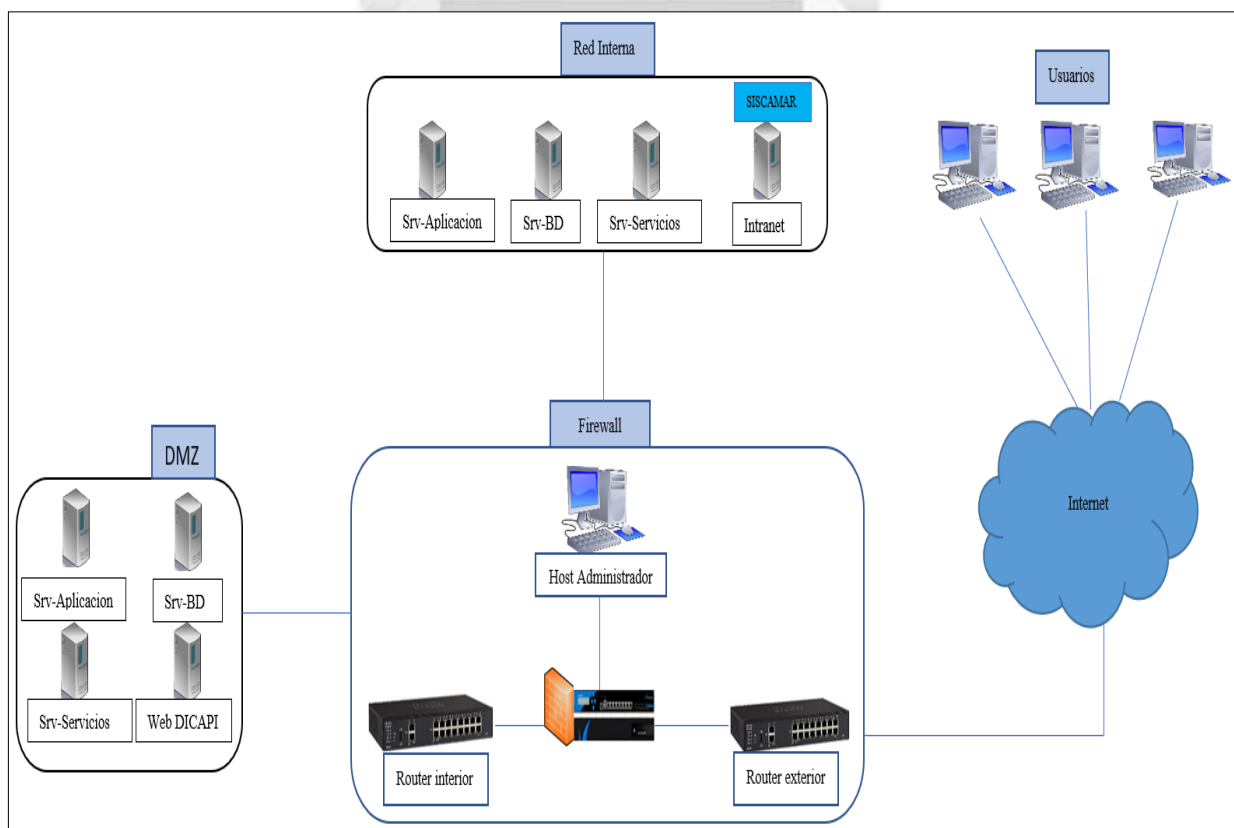 Red Interna
Usuarios
SISCAMAR
Srv-Aplicacion
Srv-BD
Srv-Servicios
Intranet
Firewall
DMZ
Internet
Host Administrador
Srv-Aplicacion
Srv-BD
Srv-Servicios
Web DICAPI
Router interior
Router exterior